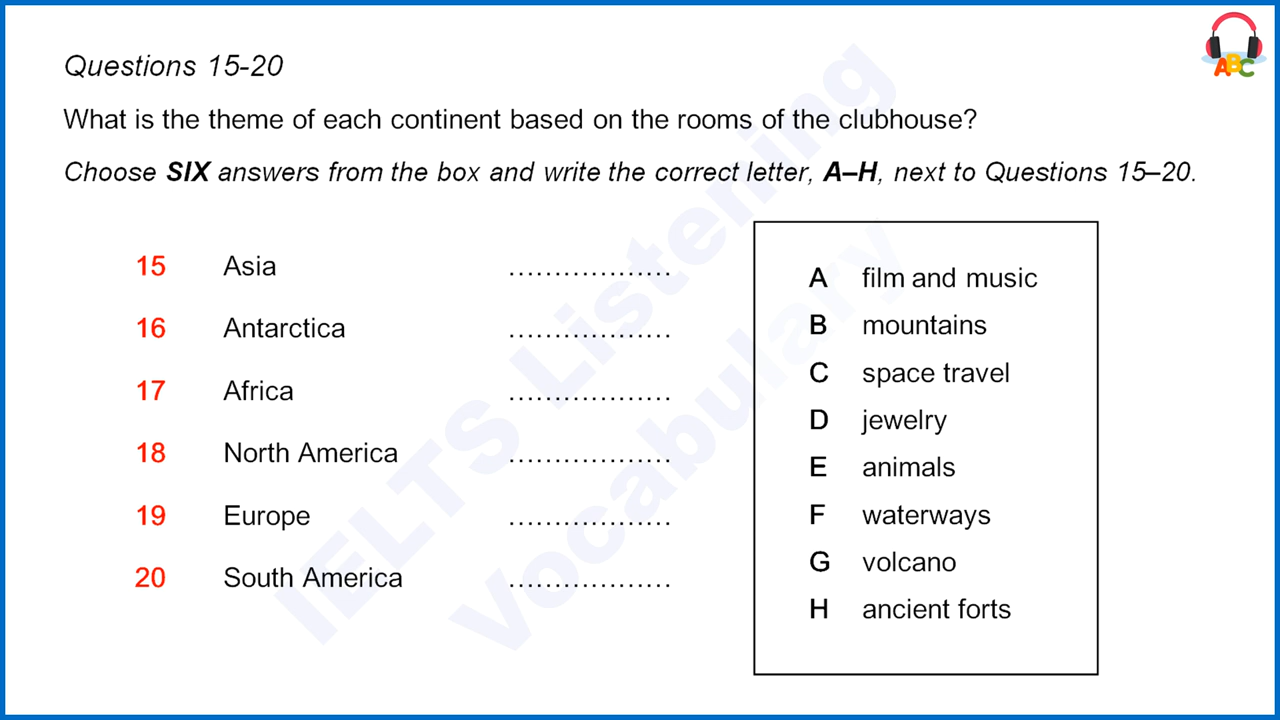 Questions 15-20
What is the theme of each continent based on the rooms of the clubhouse?
Choose SIX answers from the box and write the correct letter, A–H, next to Questions 15–20.
15 Asia ..................
16 Antarctica ..................
17 Africa ..................
18 North America ..................
19 Europe ..................
20 South America ..................
A film and music
B mountains
C space travel
D jewelry
E animals
F waterways
G volcano
H ancient forts
IELTS Listening
Vocabulary
ABC